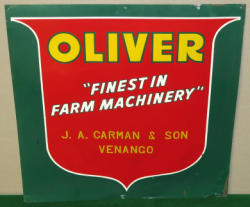 OLIVER
"FINEST IN
FARM MACHINERY"
J. A. CARMAN & SON
VENANGO